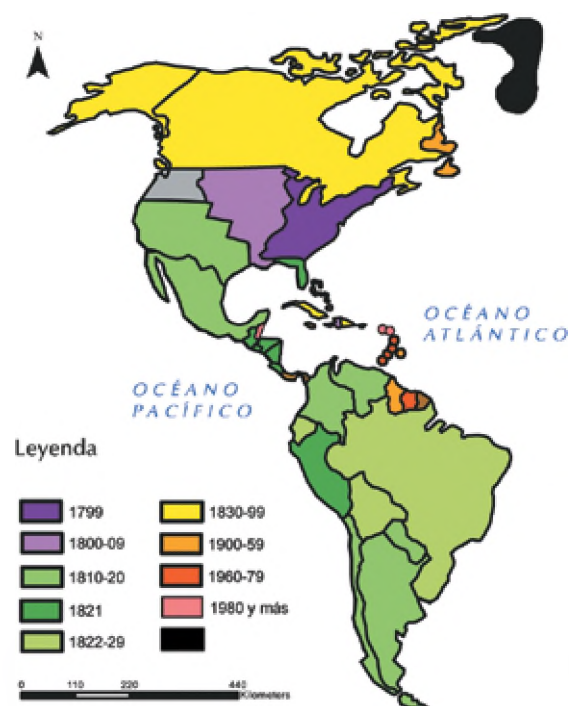 N
OCÉANO
ATLÁNTICO
OCÉANO
PACÍFICO
Leyenda
1799
1800-09
1810-20
1821
1822-29
1830-99
1900-59
1960-79
1980 y más
0 110 220 440
Kilometers